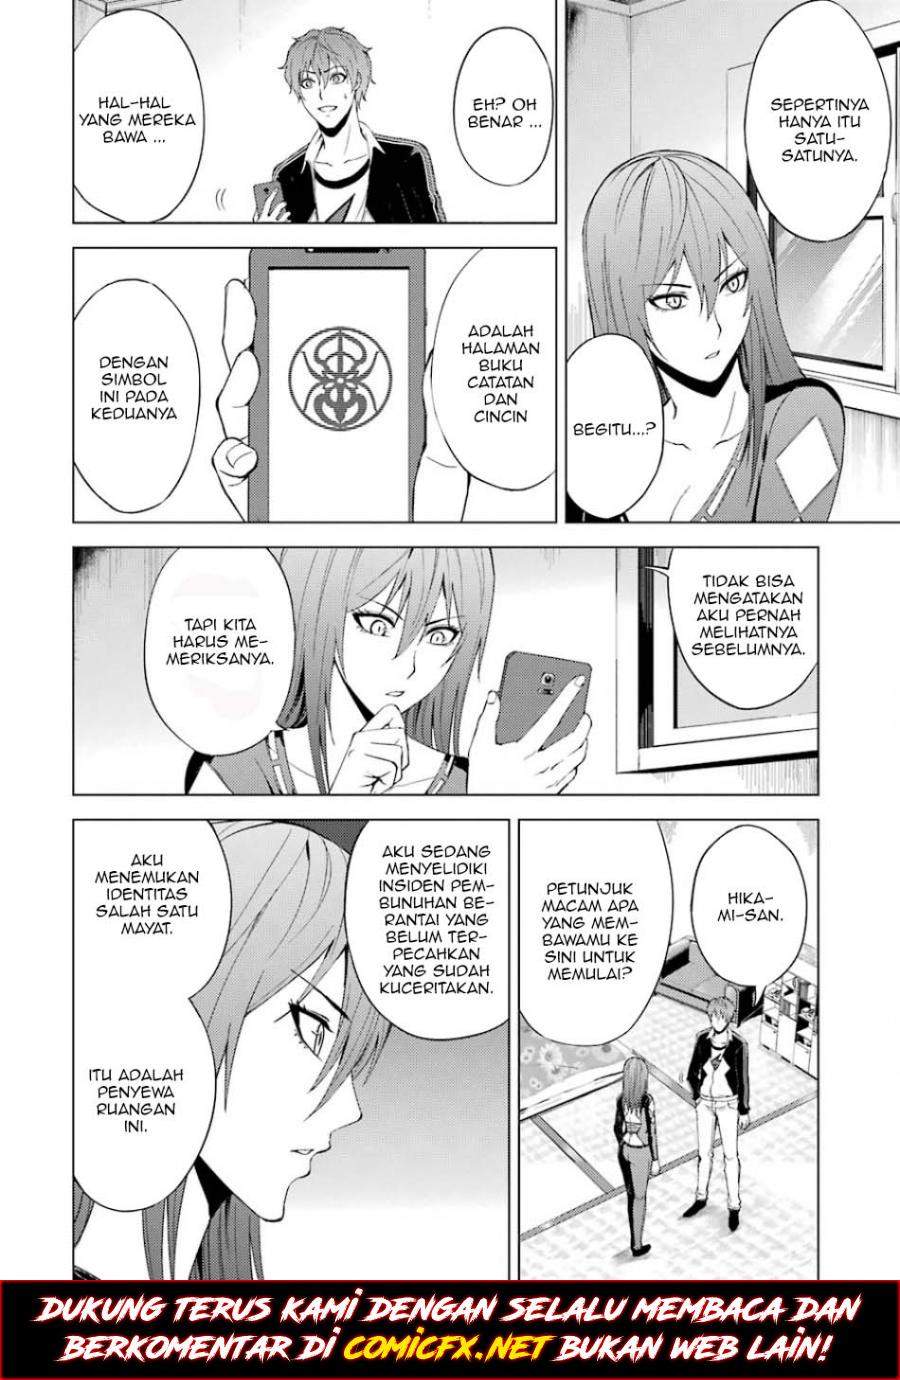 SEPERTINYA
HANYA ITU
SATU-
SATUNYA.
BEGITU...?
EH? OH
BENAR ...
HAL-HAL
YANG MEREKA
BAWA ...
ADALAH
HALAMAN
BUKU
CATATAN
DAN
CINCIN
DENGAN
SIMBOL
INI PADA
KEDUANYA
TIDAK BISA
MENGATAKAN
AKU PERNAH
MELIHATNYA
SEBELUMNYA.
TAPI KITA
HARUS ME-
MERIKSANYA.
HIKA-
MI-SAN.
PETUNJUK
MACAM APA
YANG MEM-
BAWAMU KE
SINI UNTUK
MEMULAI?
AKU SEDANG
MENYELIDIKI
INSIDEN PEM-
BUNUHAN BE-
RANTAI YANG
BELUM TER-
PECAHKAN
YANG SUDAH
KUCERITAKAN.
AKU
MENEMUKAN
IDENTITAS
SALAH SATU
MAYAT.
ITU ADALAH
PENYEWA
RUANGAN
INI.
DUKUNG TERUS KAMI DENGAN SELALU MEMBACA DAN
BERKOMENTAR DI COMICFX.NET BUKAN WEB LAIN!